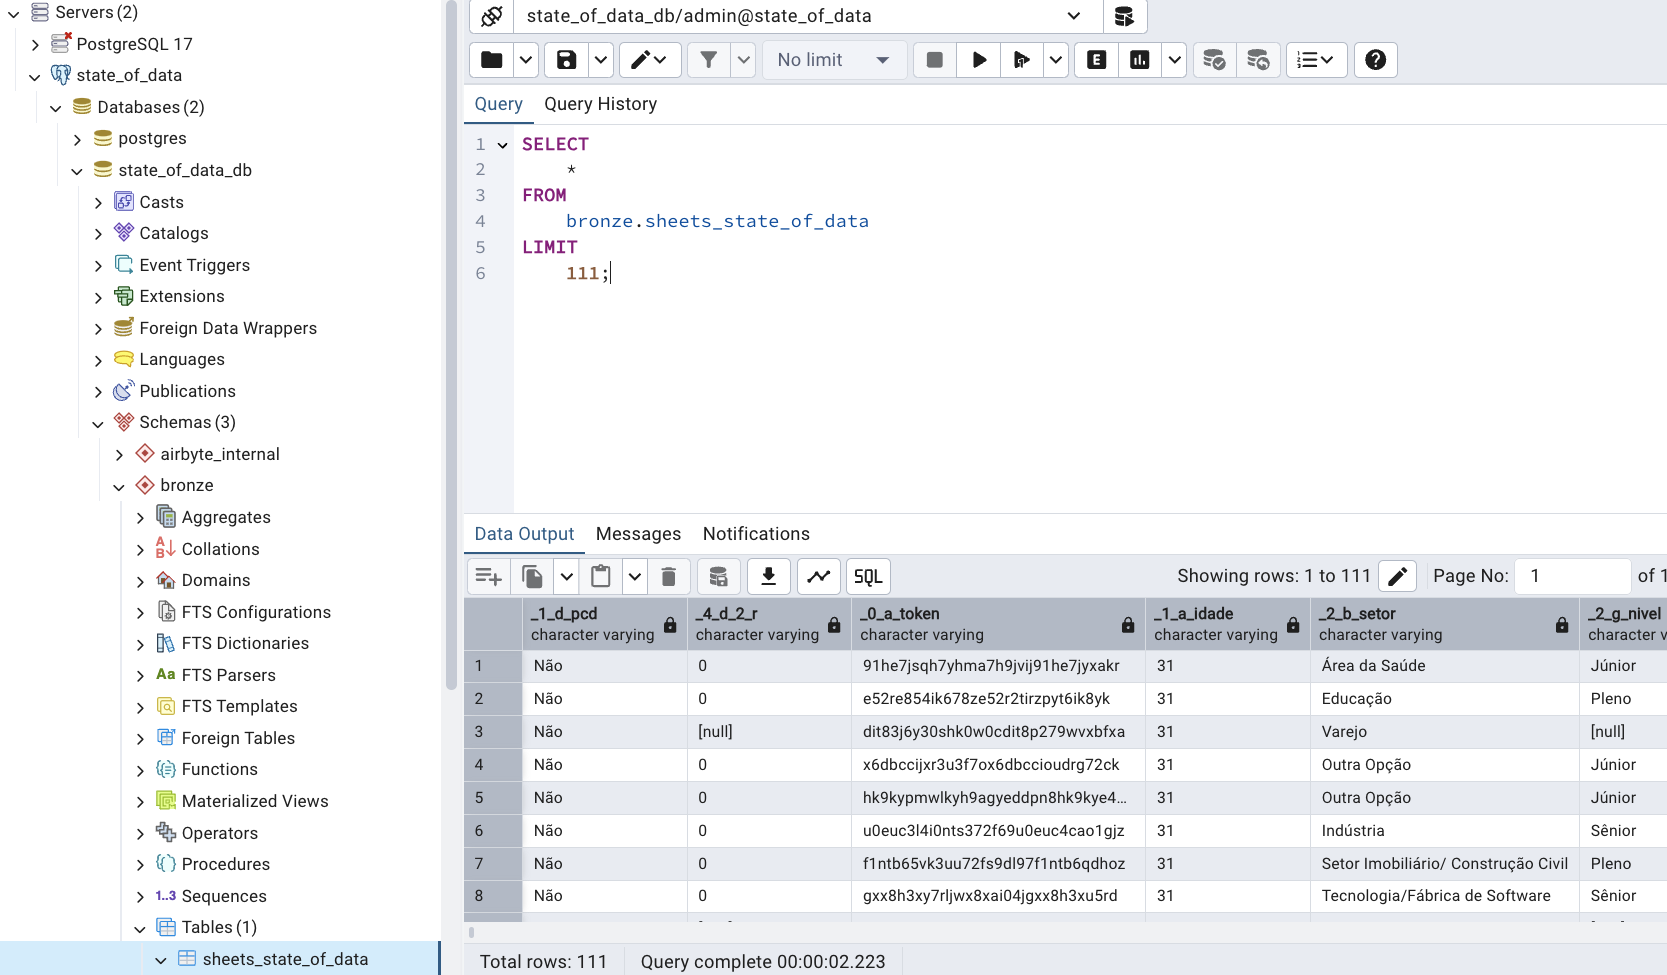 Servers (2)
PostgreSQL 17
state_of_data
Databases (2)
postgres
state_of_data_db
Casts
Catalogs
Event Triggers
Extensions
Foreign Data Wrappers
Languages
Publications
Schemas (3)
airbyte_internal
bronze
Aggregates
Collations
Domains
FTS Configurations
FTS Dictionaries
FTS Parsers
FTS Templates
Foreign Tables
Functions
Materialized Views
Operators
Procedures
1..3 Sequences
Tables (1)
sheets_state_of_data
state_of_data_db/admin@state_of_data
No limit
Query Query History
1 SELECT
2 *
3 FROM
4 bronze.sheets_state_of_data
5 LIMIT
6 111;
Data Output Messages Notifications
SQL Showing rows: 1 to 111 Page No: 1 of 1
_1_d_pcd _4_d_2_r _0_a_token _1_a_idade _2_b_setor _2_g_nivel
character varying character varying character varying character varying character varying character v
1 Não 0 91he7jsqh7yhma7h9jvij91he7jyxakr 31 Área da Saúde Júnior
2 Não 0 e52re854ik678ze52r2tirzpyt6ik8yk 31 Educação Pleno
3 Não [null] dit83j6y30shk0w0cdit8p279wvxbfxa 31 Varejo [null]
4 Não 0 x6dbccijxr3u3f7ox6dbccioudrg72ck 31 Outra Opção Júnior
5 Não 0 hk9kypmwlkyh9agyeddpn8hk9kye4… 31 Outra Opção Júnior
6 Não 0 u0euc3l4i0nts372f69u0euc4cao1gjz 31 Indústria Sênior
7 Não 0 f1ntb65vk3uu72fs9dl97f1ntb6qdhoz 31 Setor Imobiliário/ Construção Civil Pleno
8 Não 0 gxx8h3xy7rljwx8xai04jgxx8h3xu5rd 31 Tecnologia/Fábrica de Software Sênior
Total rows: 111 Query complete 00:00:02.223